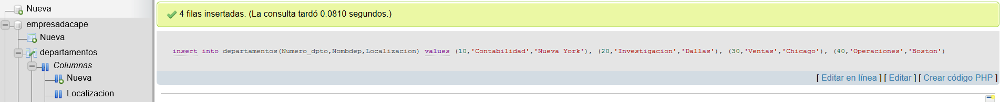 Nueva
empresadacape
Nueva
departamentos
Columnas
Nueva
Localizacion
4 filas insertadas. (La consulta tardó 0.0810 segundos.)
insert into departamentos(Numero_dpto,Nombdep,Localizacion) values (10,'Contabilidad','Nueva York'), (20,'Investigacion','Dallas'), (30,'Ventas','Chicago'), (40,'Operaciones','Boston')
[ Editar en línea ] [ Editar ] [ Crear código PHP ]